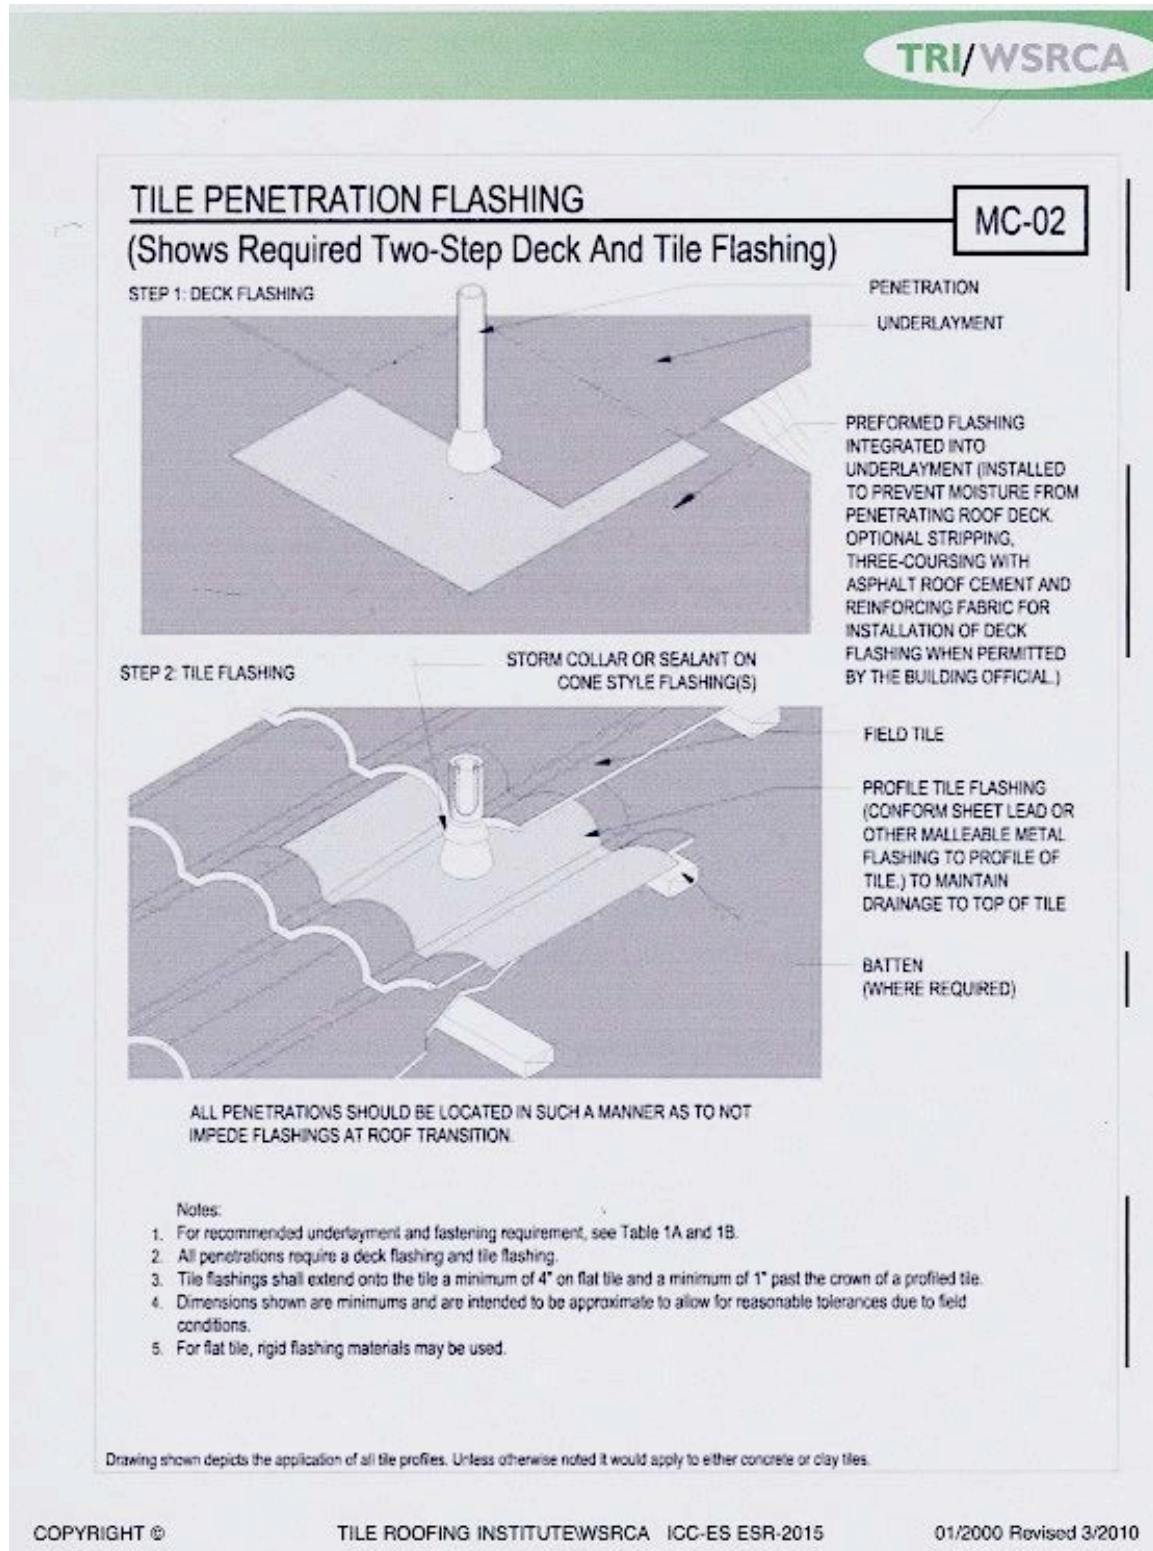 TRI/WSRCA
TILE PENETRATION FLASHING
MC-02
(Shows Required Two-Step Deck And Tile Flashing)
STEP 1: DECK FLASHING
PENETRATION
UNDERLAYMENT
PREFORMED FLASHING
INTEGRATED INTO
UNDERLAYMENT (INSTALLED
TO PREVENT MOISTURE FROM
PENETRATING ROOF DECK.
OPTIONAL STRIPPING,
THREE-COURSING WITH
ASPHALT ROOF CEMENT AND
REINFORCING FABRIC FOR
INSTALLATION OF DECK
FLASHING WHEN PERMITTED
BY THE BUILDING OFFICIAL.)
STEP 2: TILE FLASHING
STORM COLLAR OR SEALANT ON
CONE STYLE FLASHING(S)
FIELD TILE
PROFILE TILE FLASHING
(CONFORM SHEET LEAD OR
OTHER MALLEABLE METAL
FLASHING TO PROFILE OF
TILE.) TO MAINTAIN
DRAINAGE TO TOP OF TILE
BATTEN
(WHERE REQUIRED)
ALL PENETRATIONS SHOULD BE LOCATED IN SUCH A MANNER AS TO NOT
IMPEDE FLASHINGS AT ROOF TRANSITION.
Notes:
1. For recommended underlayment and fastening requirement, see Table 1A and 1B.
2. All penetrations require a deck flashing and tile flashing.
3. Tile flashings shall extend onto the tile a minimum of 4" on flat tile and a minimum of 1" past the crown of a profiled tile.
4. Dimensions shown are minimums and are intended to be approximate to allow for reasonable tolerances due to field
conditions.
5. For flat tile, rigid flashing materials may be used.
Drawing shown depicts the application of all tile profiles. Unless otherwise noted it would apply to either concrete or clay tiles.
COPYRIGHT © TILE ROOFING INSTITUTE\WSRCA ICC-ES ESR-2015 01/2000 Revised 3/2010